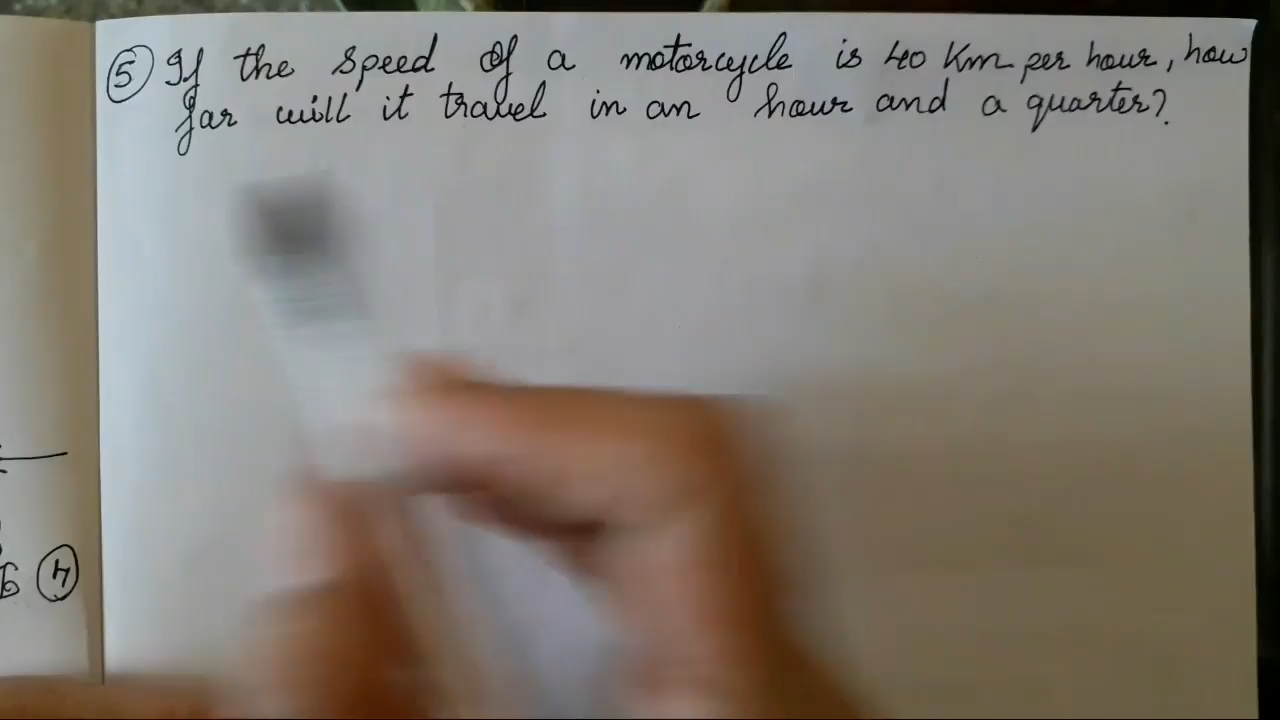 ⑤ If the speed of a motorcycle is 40 Km per hour, how
far will it travel in an hour and a quarter?
④